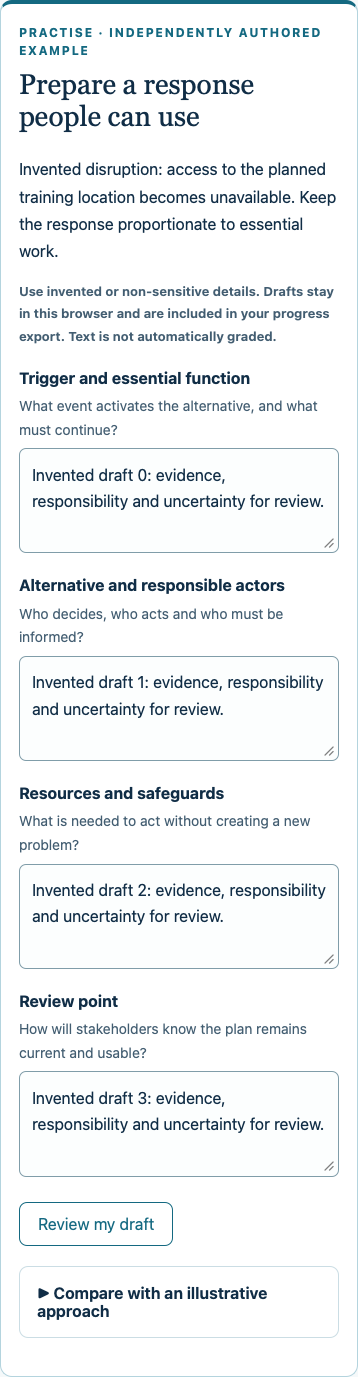 PRACTISE · INDEPENDENTLY AUTHORED
EXAMPLE
Prepare a response
people can use
Invented disruption: access to the planned
training location becomes unavailable. Keep
the response proportionate to essential
work.
Use invented or non-sensitive details. Drafts stay
in this browser and are included in your progress
export. Text is not automatically graded.
Trigger and essential function
What event activates the alternative, and what
must continue?
Invented draft 0: evidence,
responsibility and uncertainty for review.
Alternative and responsible actors
Who decides, who acts and who must be
informed?
Invented draft 1: evidence, responsibility
and uncertainty for review.
Resources and safeguards
What is needed to act without creating a new
problem?
Invented draft 2: evidence, responsibility
and uncertainty for review.
Review point
How will stakeholders know the plan remains
current and usable?
Invented draft 3: evidence,
responsibility and uncertainty for review.
Review my draft
Compare with an illustrative
approach